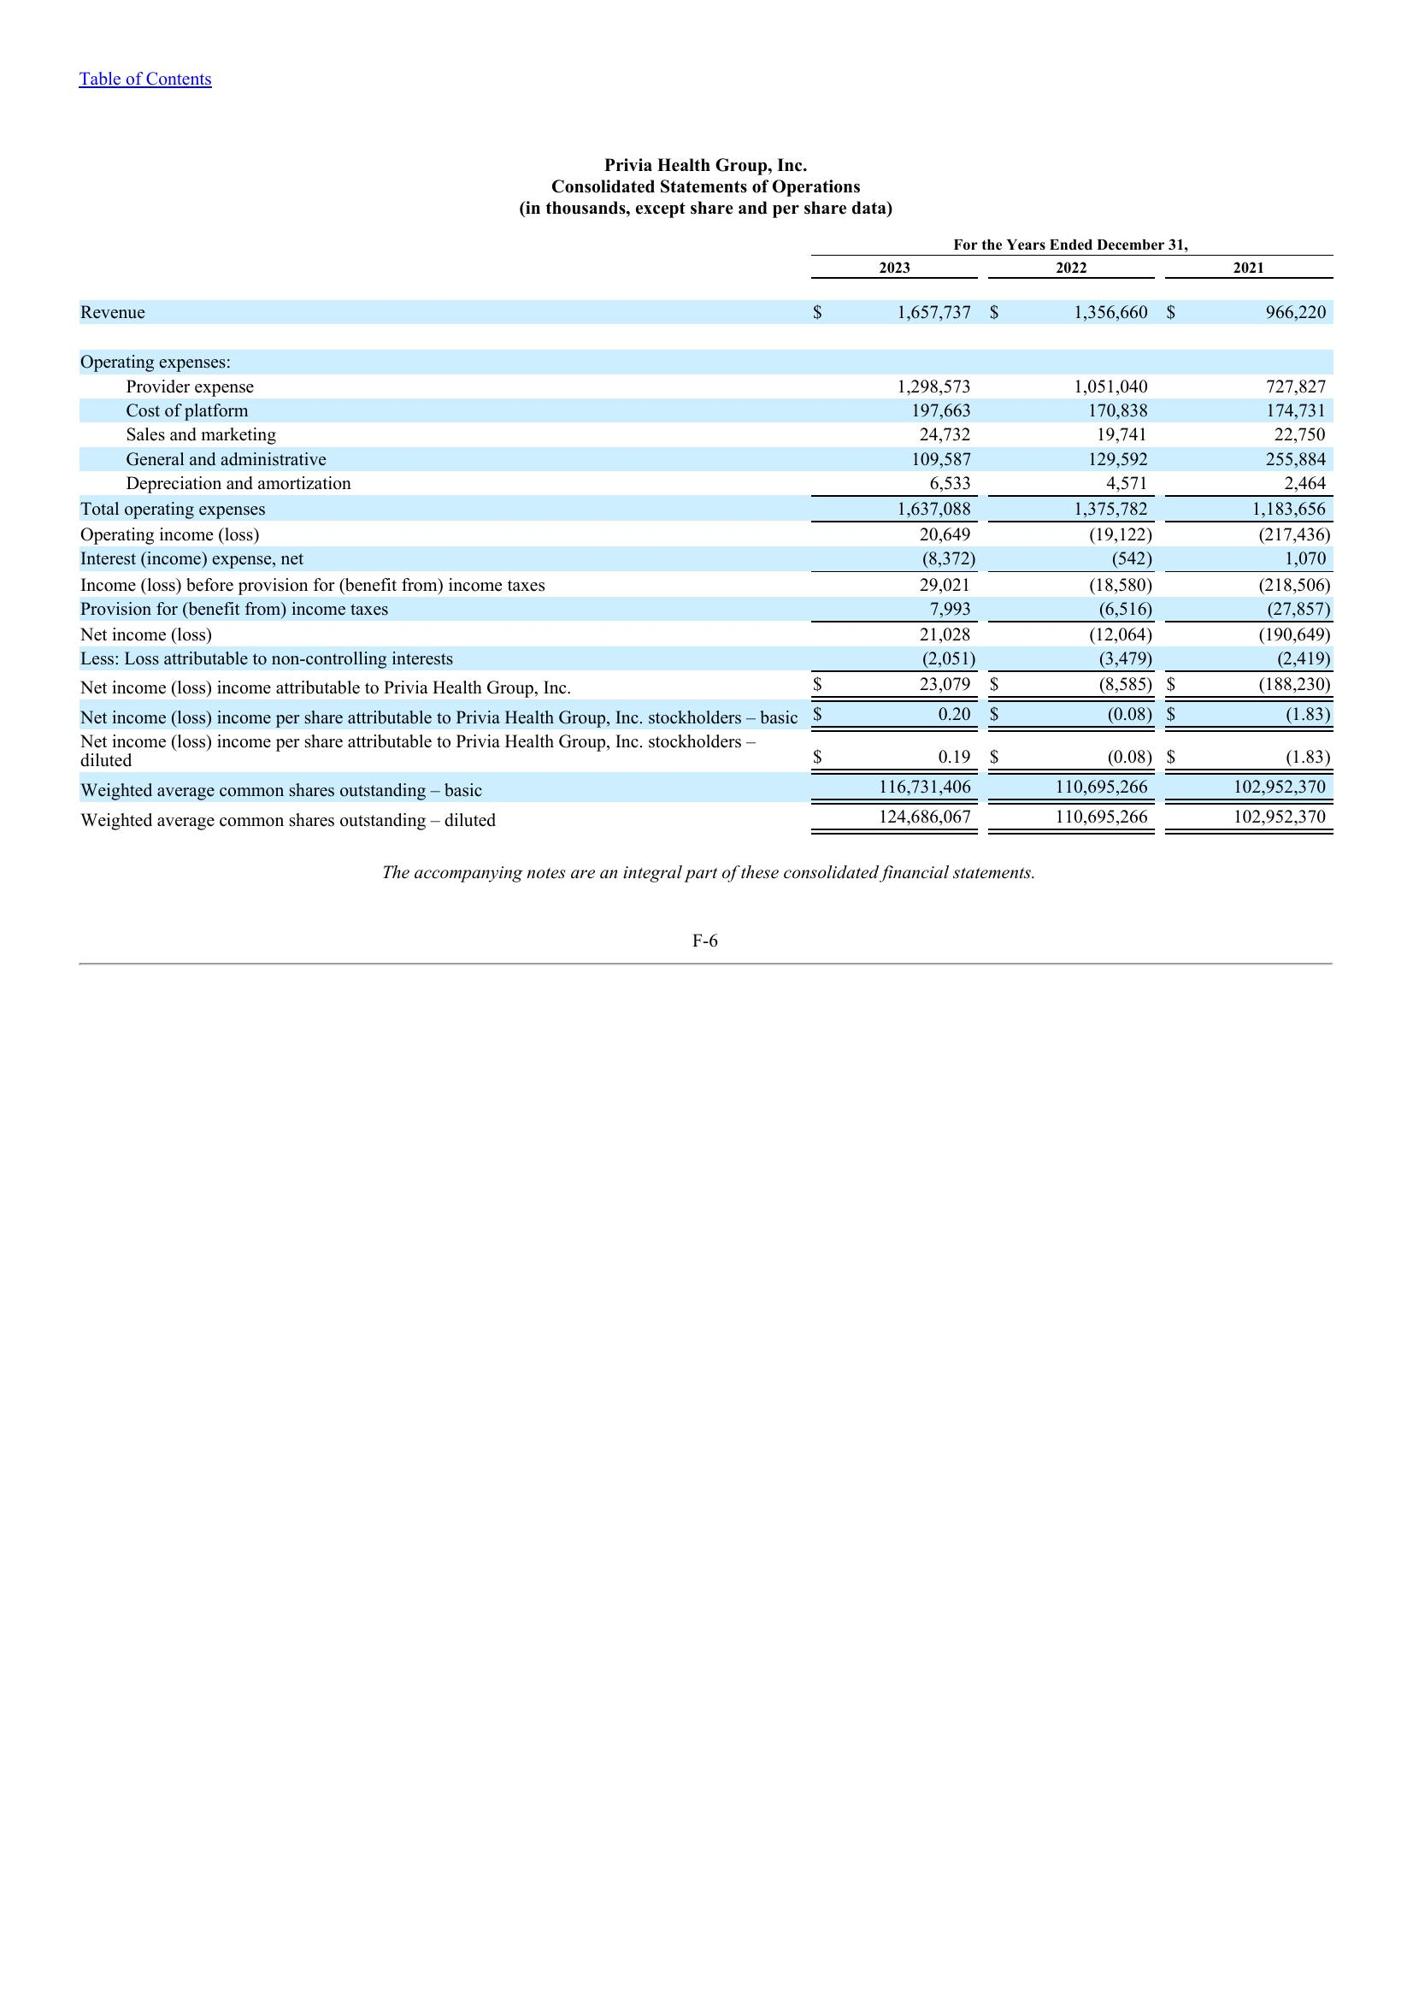 Table of Contents
Privia Health Group, Inc.
Consolidated Statements of Operations
(in thousands, except share and per share data)
For the Years Ended December 31,
2023 2022 2021
Revenue $ 1,657,737 $ 1,356,660 $ 966,220
Operating expenses:
Provider expense 1,298,573 1,051,040 727,827
Cost of platform 197,663 170,838 174,731
Sales and marketing 24,732 19,741 22,750
General and administrative 109,587 129,592 255,884
Depreciation and amortization 6,533 4,571 2,464
Total operating expenses 1,637,088 1,375,782 1,183,656
Operating income (loss) 20,649 (19,122) (217,436)
Interest (income) expense, net (8,372) (542) 1,070
Income (loss) before provision for (benefit from) income taxes 29,021 (18,580) (218,506)
Provision for (benefit from) income taxes 7,993 (6,516) (27,857)
Net income (loss) 21,028 (12,064) (190,649)
Less: Loss attributable to non-controlling interests (2,051) (3,479) (2,419)
Net income (loss) income attributable to Privia Health Group, Inc. $ 23,079 $ (8,585) $ (188,230)
Net income (loss) income per share attributable to Privia Health Group, Inc. stockholders – basic $ 0.20 $ (0.08) $ (1.83)
Net income (loss) income per share attributable to Privia Health Group, Inc. stockholders –
diluted $ 0.19 $ (0.08) $ (1.83)
Weighted average common shares outstanding – basic 116,731,406 110,695,266 102,952,370
Weighted average common shares outstanding – diluted 124,686,067 110,695,266 102,952,370
The accompanying notes are an integral part of these consolidated financial statements.
F-6